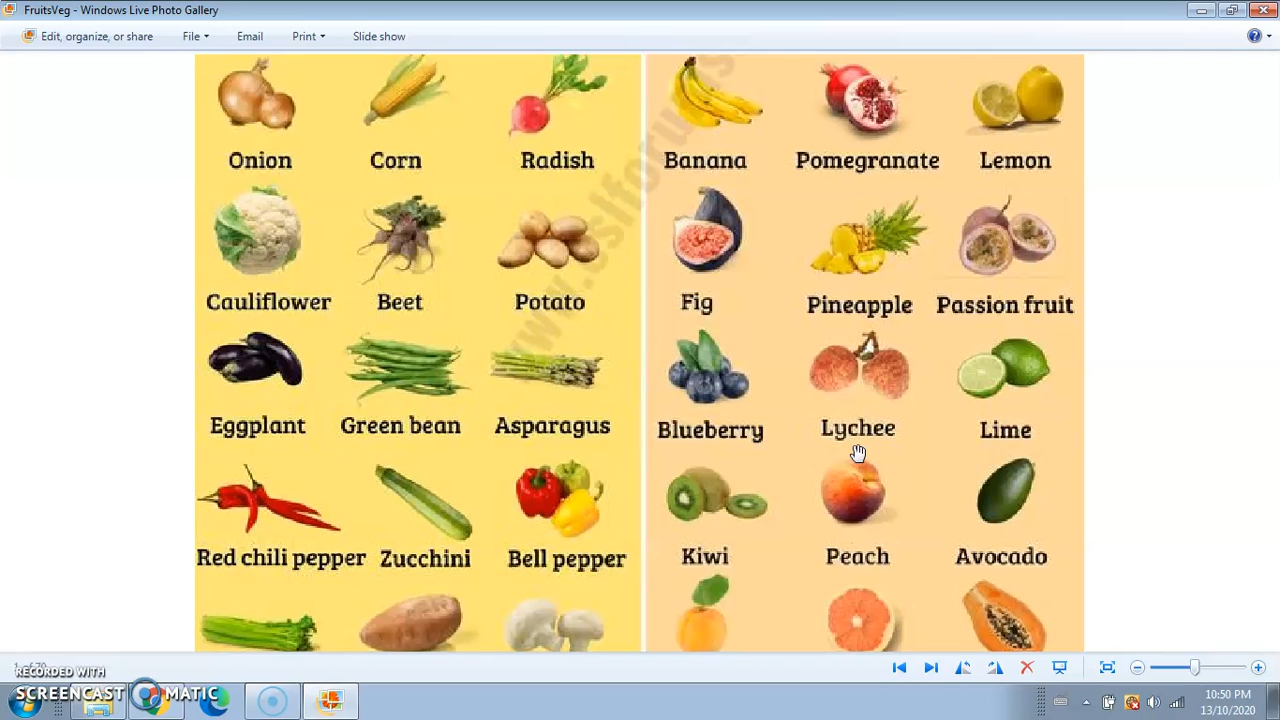 FruitsVeg - Windows Live Photo Gallery
Edit, organize, or share File Email Print Slide show
Onion Corn Radish Banana Pomegranate Lemon
Cauliflower Beet Potato Fig Pineapple Passion fruit
Eggplant Green bean Asparagus Blueberry Lychee Lime
Red chili pepper Zucchini Bell pepper Kiwi Peach Avocado
RECORDED WITH
SCREENCAST MATIC
10:50 PM
13/10/2020